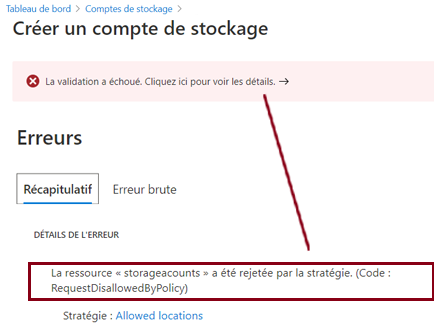 Tableau de bord > Comptes de stockage >
Créer un compte de stockage
La validation a échoué. Cliquez ici pour voir les détails. →
Erreurs
Récapitulatif Erreur brute
DÉTAILS DE L'ERREUR
La ressource « storageacounts » a été rejetée par la stratégie. (Code :
RequestDisallowedByPolicy)
Stratégie : Allowed locations